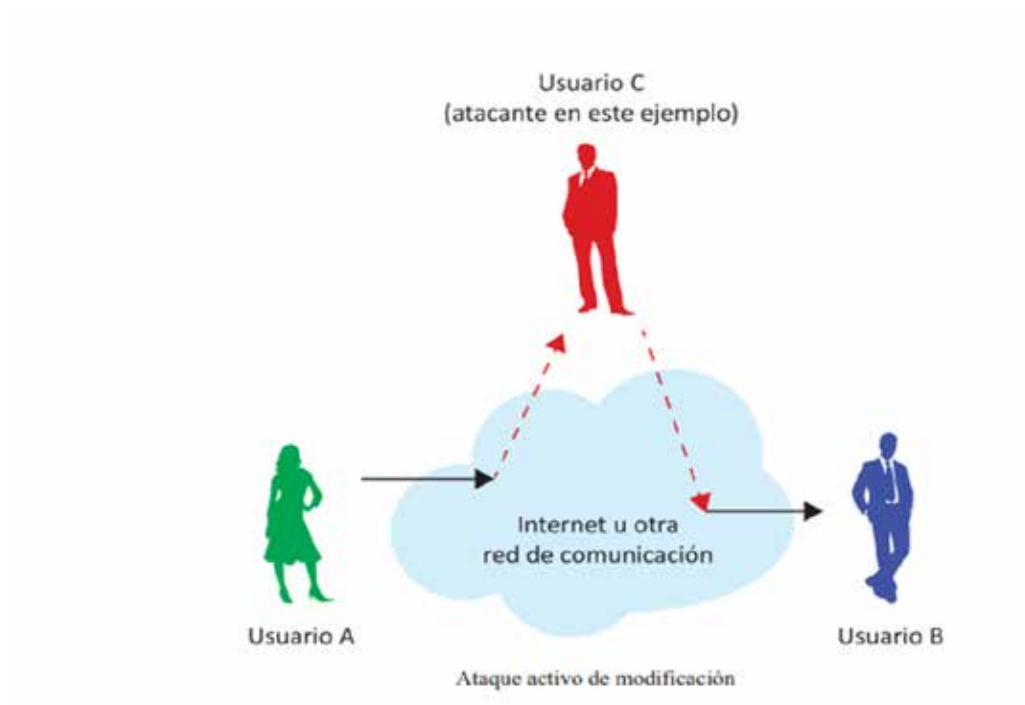 Usuario C
(atacante en este ejemplo)
Internet u otra
red de comunicación
Usuario A
Usuario B
Ataque activo de modificación